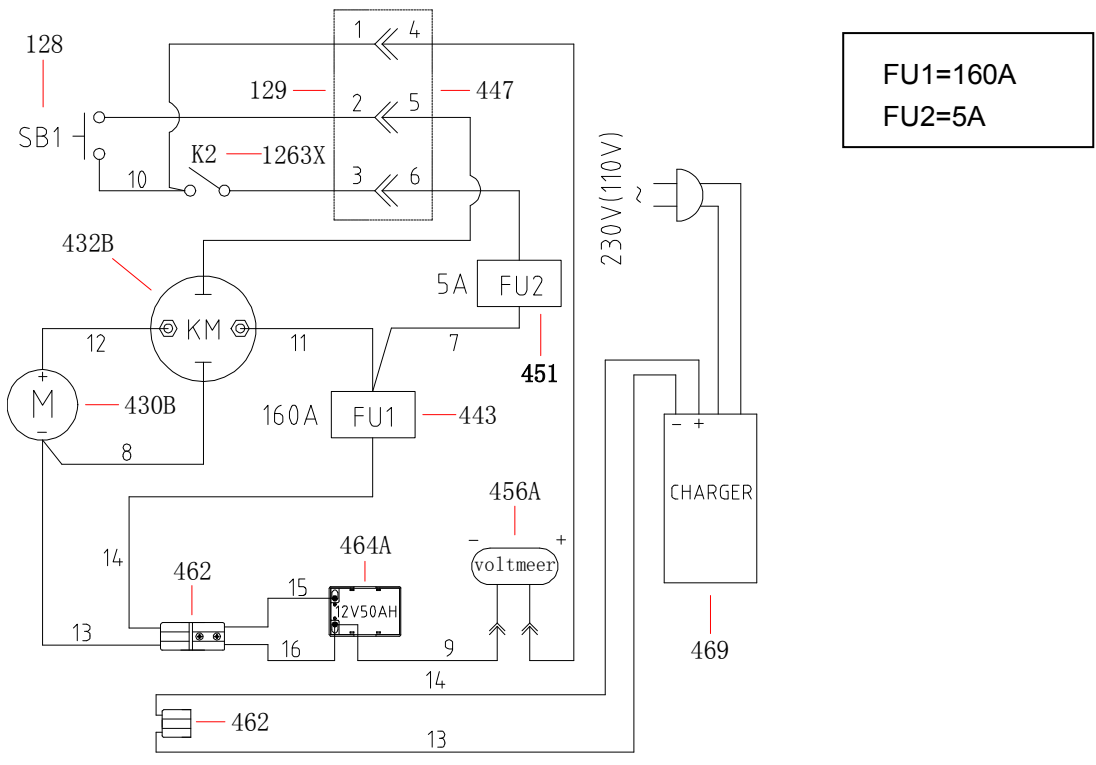 128
SB1
10
K2
1263X
129
1
4
2
5
3
6
447
FU1=160A
FU2=5A
230V(110V)
~
432B
KM
12
11
M
+
-
430B
8
5A
FU2
7
451
160A
FU1
443
14
462
13
15
16
464A
12V50AH
9
456A
-
+
voltmeer
-
+
CHARGER
469
14
462
13